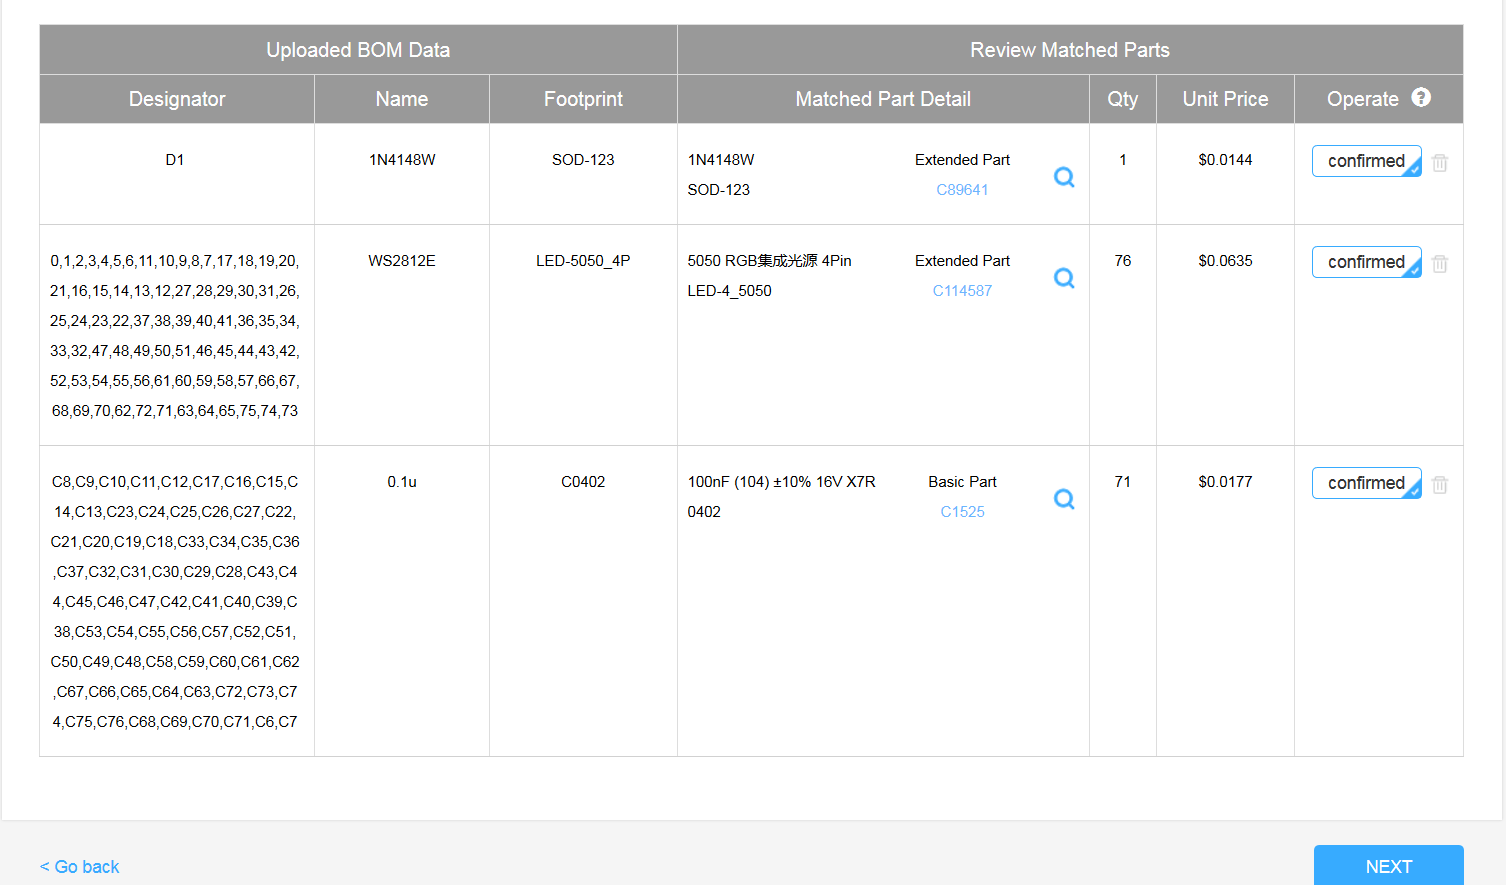 Uploaded BOM Data
Review Matched Parts
Designator
Name
Footprint
Matched Part Detail
Qty
Unit Price
Operate ?
D1
1N4148W
SOD-123
1N4148W
SOD-123
Extended Part
C89641
1
$0.0144
confirmed
0,1,2,3,4,5,6,11,10,9,8,7,17,18,19,20,
21,16,15,14,13,12,27,28,29,30,31,26,
25,24,23,22,37,38,39,40,41,36,35,34,
33,32,47,48,49,50,51,46,45,44,43,42,
52,53,54,55,56,61,60,59,58,57,66,67,
68,69,70,62,72,71,63,64,65,75,74,73
WS2812E
LED-5050_4P
5050 RGB集成光源 4Pin
LED-4_5050
Extended Part
C114587
76
$0.0635
confirmed
C8,C9,C10,C11,C12,C17,C16,C15,C
14,C13,C23,C24,C25,C26,C27,C22,
C21,C20,C19,C18,C33,C34,C35,C36
,C37,C32,C31,C30,C29,C28,C43,C4
4,C45,C46,C47,C42,C41,C40,C39,C
38,C53,C54,C55,C56,C57,C52,C51,
C50,C49,C48,C58,C59,C60,C61,C62
,C67,C66,C65,C64,C63,C72,C73,C7
4,C75,C76,C68,C69,C70,C71,C6,C7
0.1u
C0402
100nF (104) ±10% 16V X7R
0402
Basic Part
C1525
71
$0.0177
confirmed
< Go back
NEXT